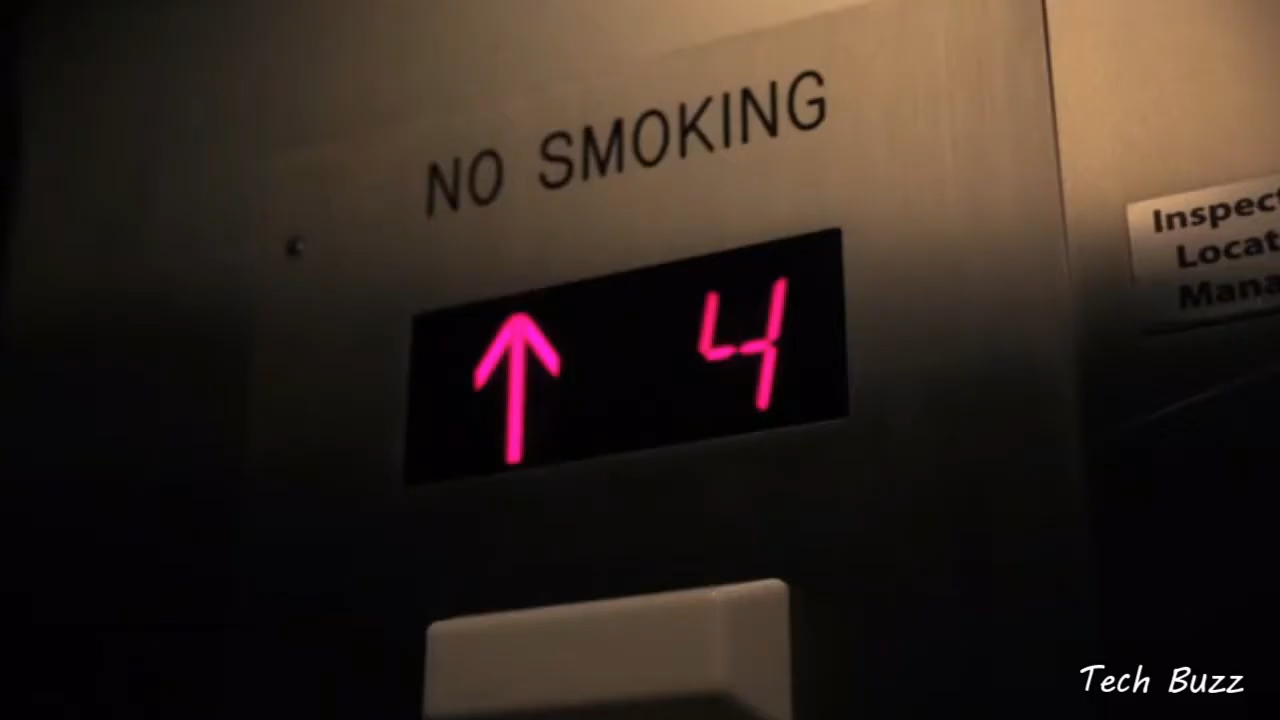 NO SMOKING
↑ 4
Inspect
Locat
Mana
Tech Buzz